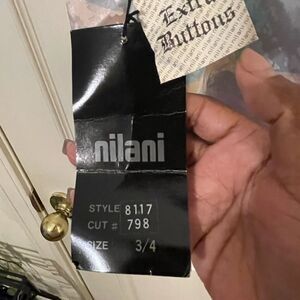 Extra
Buttons
nilani
STYLE 8117
CUT # 798
SIZE 3/4